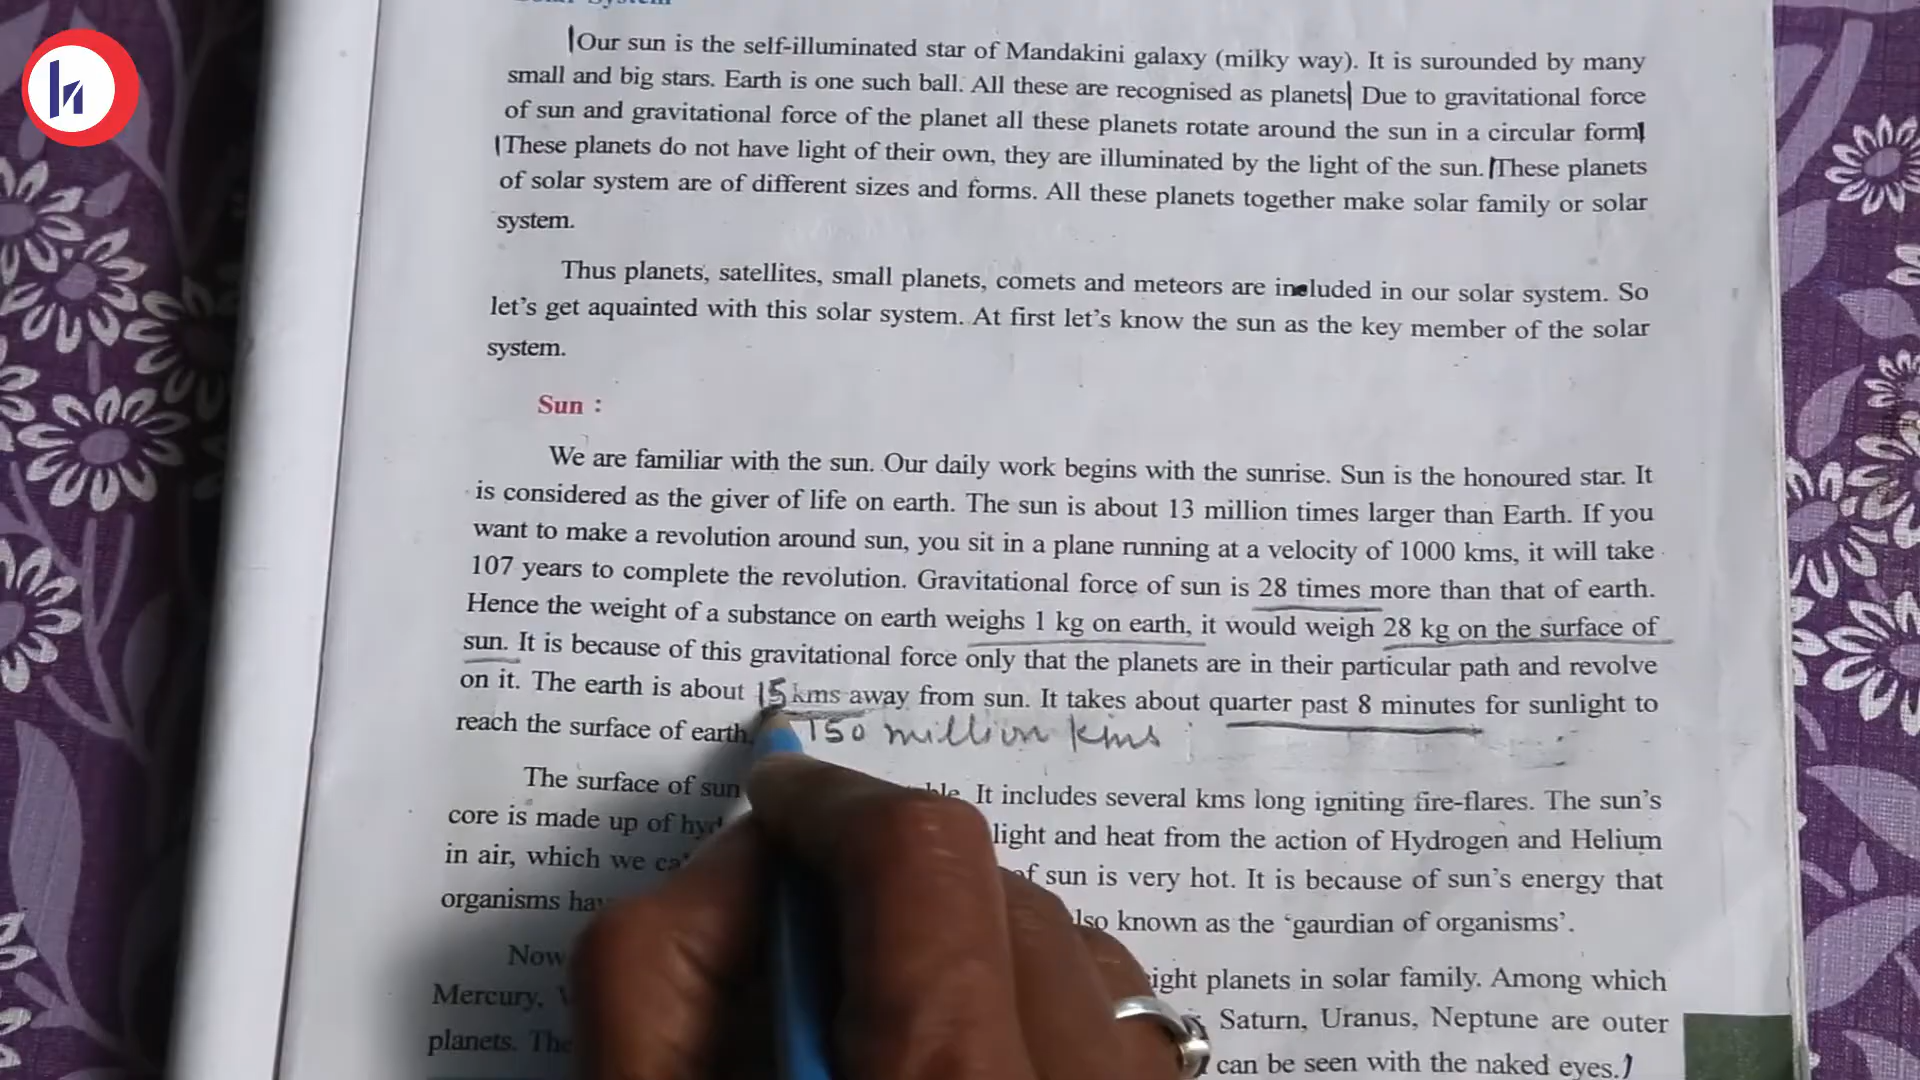 Our sun is the self-illuminated star of Mandakini galaxy (milky way). It is surounded by many
small and big stars. Earth is one such ball. All these are recognised as planets Due to gravitational force
of sun and gravitational force of the planet all these planets rotate around the sun in a circular form
These planets do not have light of their own, they are illuminated by the light of the sun. These planets
of solar system are of different sizes and forms. All these planets together make solar family or solar
system.
Thus planets, satellites, small planets, comets and meteors are included in our solar system. So
let's get aquainted with this solar system. At first let's know the sun as the key member of the solar
system.
Sun :
We are familiar with the sun. Our daily work begins with the sunrise. Sun is the honoured star. It
is considered as the giver of life on earth. The sun is about 13 million times larger than Earth. If you
want to make a revolution around sun, you sit in a plane running at a velocity of 1000 kms, it will take
107 years to complete the revolution. Gravitational force of sun is 28 times more than that of earth.
Hence the weight of a substance on earth weighs 1 kg on earth, it would weigh 28 kg on the surface of
sun. It is because of this gravitational force only that the planets are in their particular path and revolve
on it. The earth is about 15 kms away from sun. It takes about quarter past 8 minutes for sunlight to
reach the surface of earth. 150 million kms
The surface of sun It includes several kms long igniting fire-flares. The sun's
core is made up of light and heat from the action of Hydrogen and Helium
in air, which we of sun is very hot. It is because of sun's energy that
organisms also known as the 'gaurdian of organisms'.
Now eight planets in solar family. Among which
Mercury, Saturn, Uranus, Neptune are outer
planets. can be seen with the naked eyes.